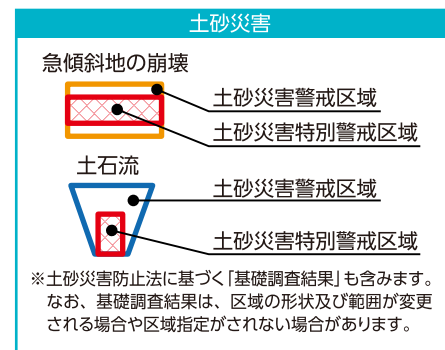 土砂災害
急傾斜地の崩壊
土砂災害警戒区域
土砂災害特別警戒区域
土石流
土砂災害警戒区域
土砂災害特別警戒区域
※土砂災害防止法に基づく「基礎調査結果」も含みます。
なお、基礎調査結果は、区域の形状及び範囲が変更
される場合や区域指定がされない場合があります。